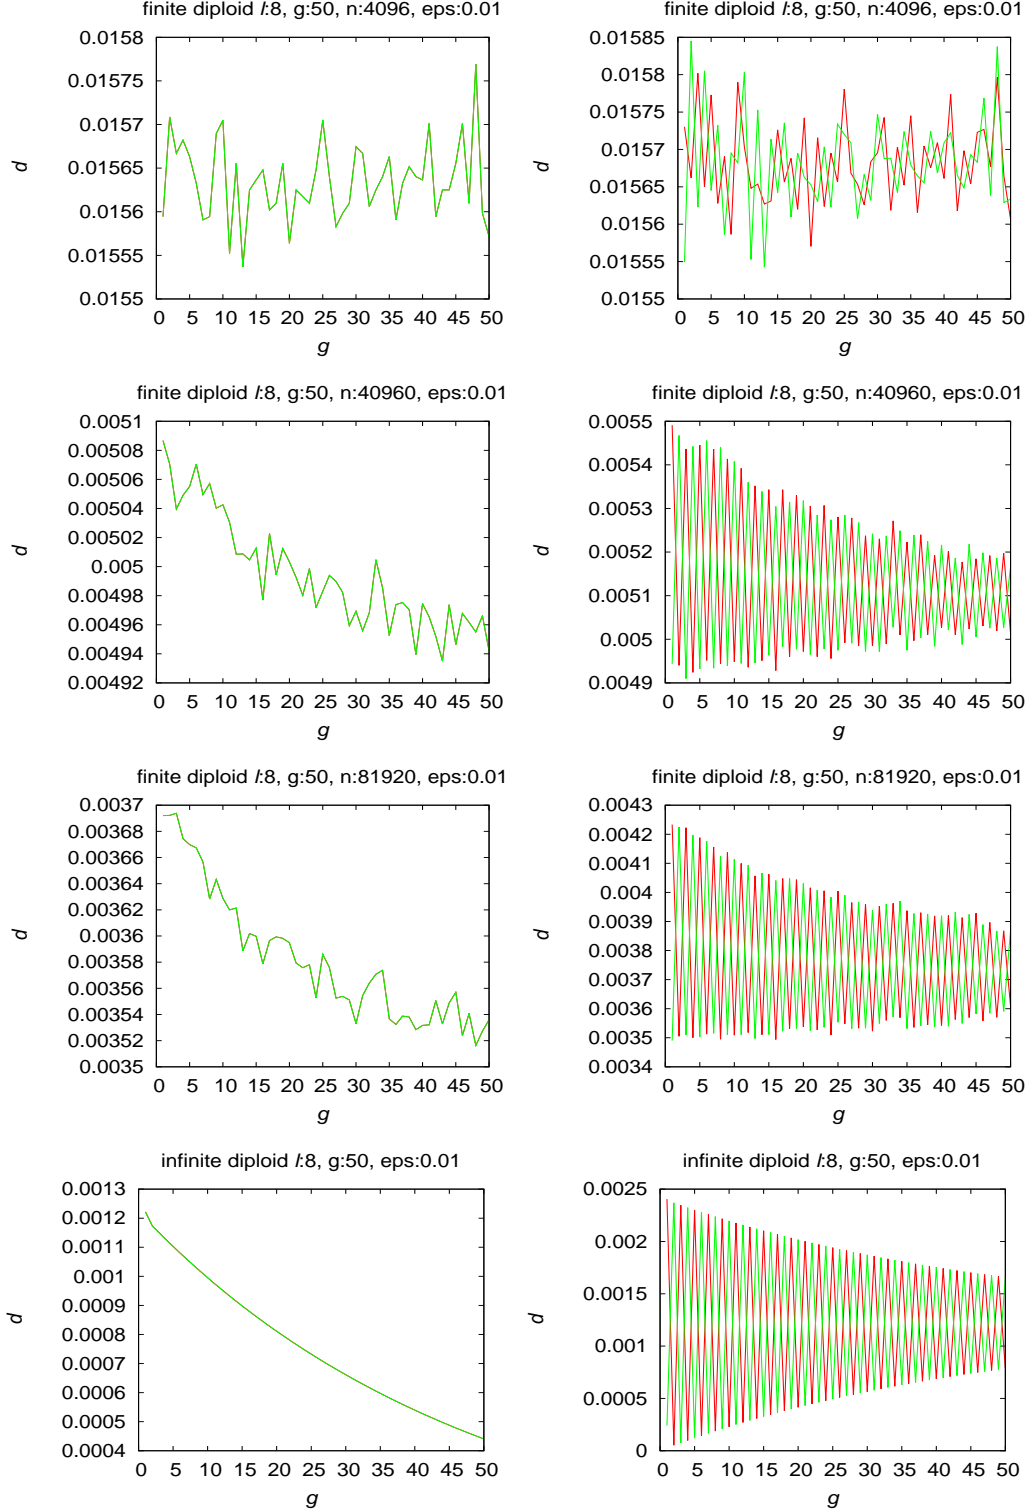 finite diploid l:8, g:50, n:4096, eps:0.01
0.0158
0.01575
0.0157
0.01565
0.0156
0.01555
0.0155
d
0 5 10 15 20 25 30 35 40 45 50
g
finite diploid l:8, g:50, n:4096, eps:0.01
0.01585
0.0158
0.01575
0.0157
0.01565
0.0156
0.01555
0.0155
d
0 5 10 15 20 25 30 35 40 45 50
g
finite diploid l:8, g:50, n:40960, eps:0.01
0.0051
0.00508
0.00506
0.00504
0.00502
0.005
0.00498
0.00496
0.00494
0.00492
d
0 5 10 15 20 25 30 35 40 45 50
g
finite diploid l:8, g:50, n:40960, eps:0.01
0.0055
0.0054
0.0053
0.0052
0.0051
0.005
0.0049
d
0 5 10 15 20 25 30 35 40 45 50
g
finite diploid l:8, g:50, n:81920, eps:0.01
0.0037
0.00368
0.00366
0.00364
0.00362
0.0036
0.00358
0.00356
0.00354
0.00352
0.0035
d
0 5 10 15 20 25 30 35 40 45 50
g
finite diploid l:8, g:50, n:81920, eps:0.01
0.0043
0.0042
0.0041
0.004
0.0039
0.0038
0.0037
0.0036
0.0035
0.0034
d
0 5 10 15 20 25 30 35 40 45 50
g
infinite diploid l:8, g:50, eps:0.01
0.0013
0.0012
0.0011
0.001
0.0009
0.0008
0.0007
0.0006
0.0005
0.0004
d
0 5 10 15 20 25 30 35 40 45 50
g
infinite diploid l:8, g:50, eps:0.01
0.0025
0.002
0.0015
0.001
0.0005
0
d
0 5 10 15 20 25 30 35 40 45 50
g